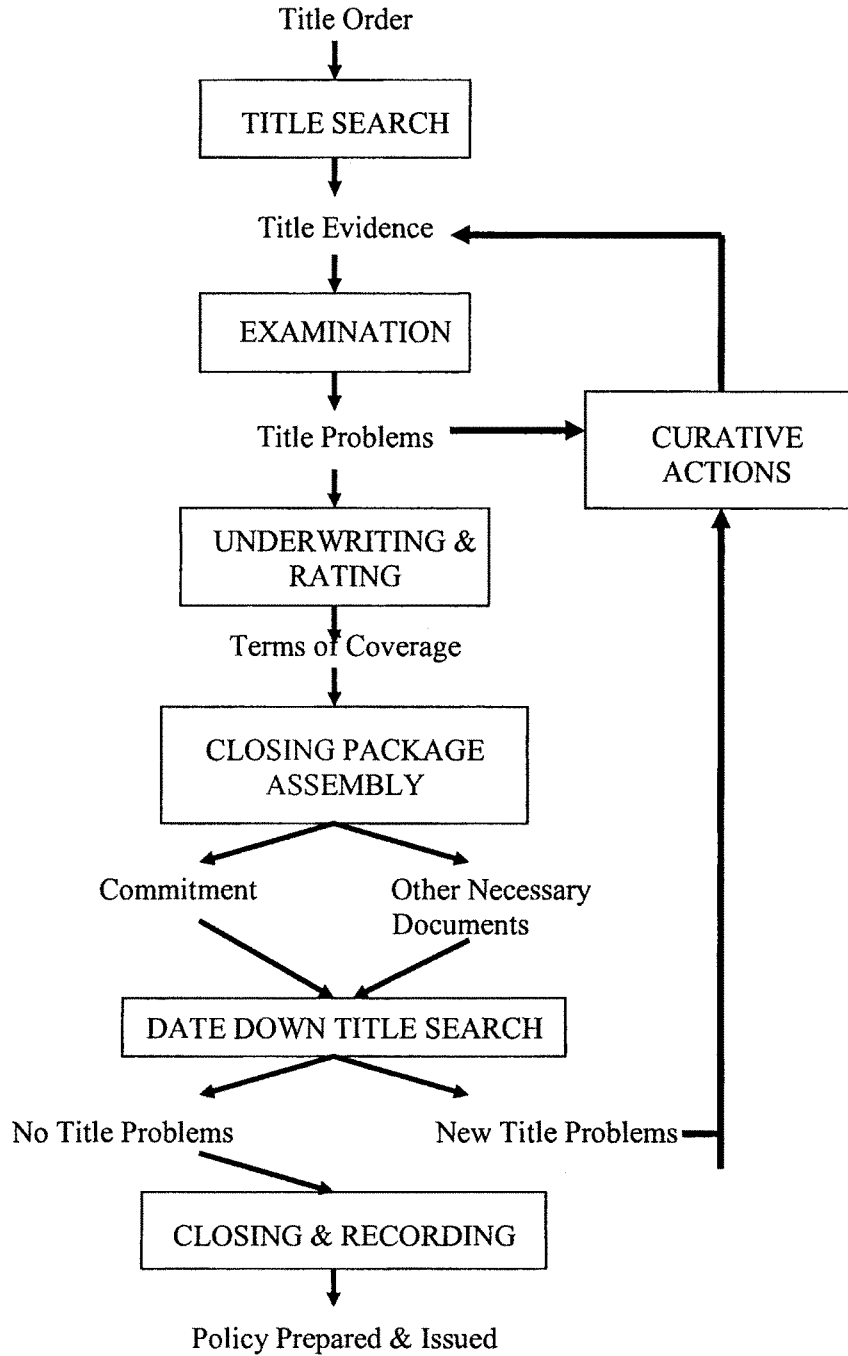 Title Order
TITLE SEARCH
Title Evidence
EXAMINATION
Title Problems
CURATIVE
ACTIONS
UNDERWRITING &
RATING
Terms of Coverage
CLOSING PACKAGE
ASSEMBLY
Commitment
Other Necessary
Documents
DATE DOWN TITLE SEARCH
No Title Problems
New Title Problems
CLOSING & RECORDING
Policy Prepared & Issued